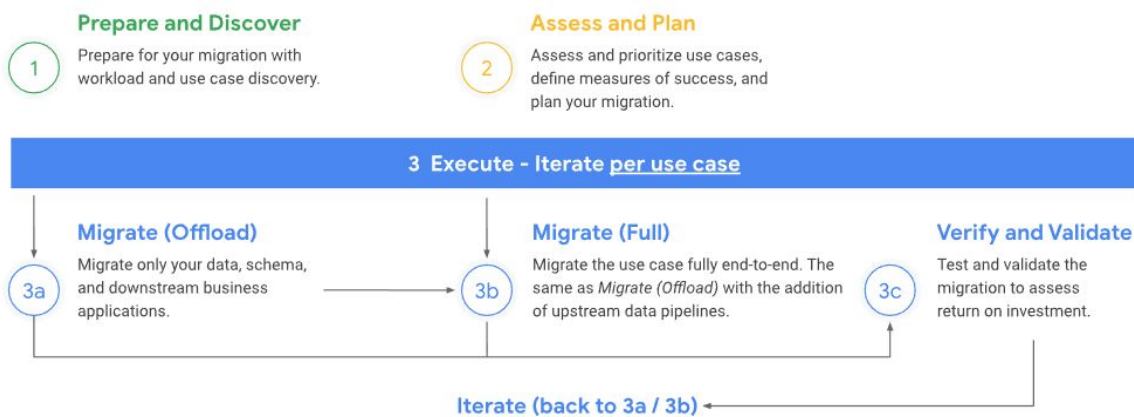 Prepare and Discover
1
Prepare for your migration with
workload and use case discovery.
Assess and Plan
2
Assess and prioritize use cases,
define measures of success, and
plan your migration.
3 Execute - Iterate per use case
Migrate (Offload)
3a
Migrate only your data, schema,
and downstream business
applications.
Migrate (Full)
3b
Migrate the use case fully end-to-end. The
same as Migrate (Offload) with the addition
of upstream data pipelines.
Verify and Validate
3c
Test and validate the
migration to assess
return on investment.
Iterate (back to 3a / 3b)